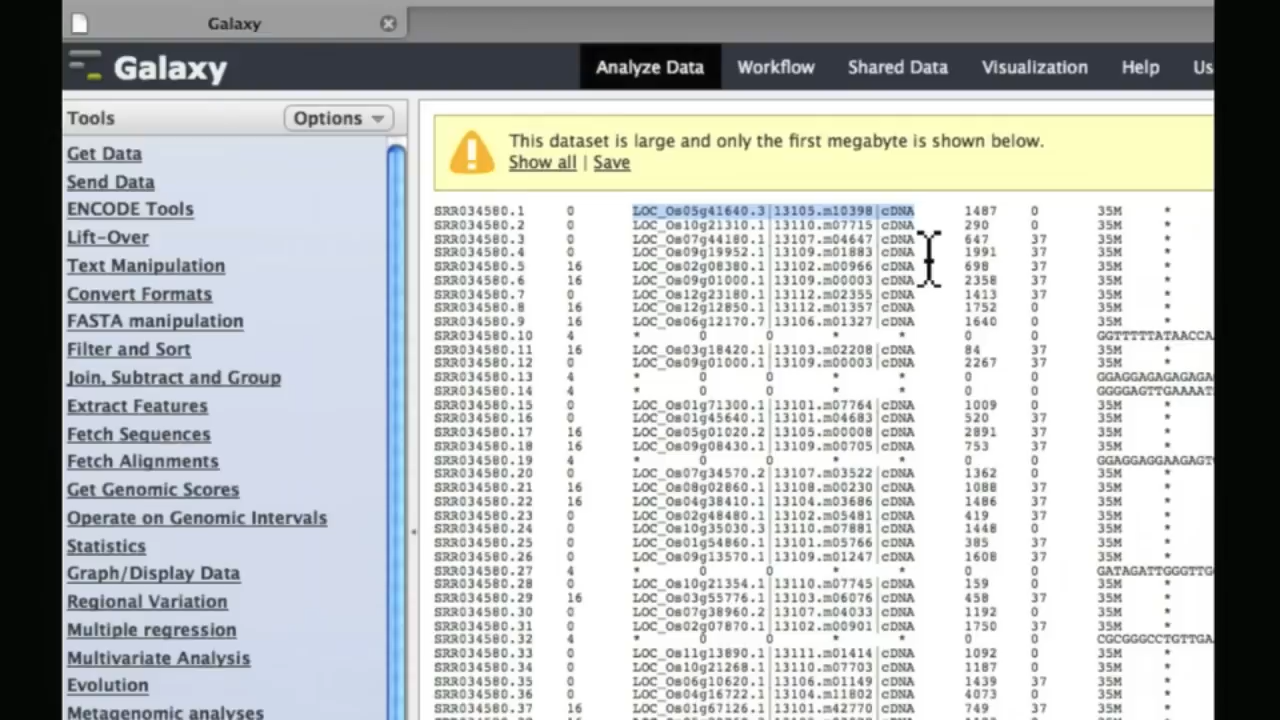 Galaxy
Galaxy
Analyze Data Workflow Shared Data Visualization Help Us
Tools Options
Get Data
Send Data
ENCODE Tools
Lift-Over
Text Manipulation
Convert Formats
FASTA manipulation
Filter and Sort
Join, Subtract and Group
Extract Features
Fetch Sequences
Fetch Alignments
Get Genomic Scores
Operate on Genomic Intervals
Statistics
Graph/Display Data
Regional Variation
Multiple regression
Multivariate Analysis
Evolution
Metagenomic analyses
This dataset is large and only the first megabyte is shown below.
Show all | Save
SRR034580.1 0 LOC_Os05g41640.3|13105.m10398|cDNA 1487 0 35M *
SRR034580.2 0 LOC_Os10g21310.1|13110.m07715|cDNA 290 0 35M *
SRR034580.3 0 LOC_Os07g44180.1|13107.m04647|cDNA 647 37 35M *
SRR034580.4 0 LOC_Os09g19952.1|13109.m01883|cDNA 1991 37 35M *
SRR034580.5 16 LOC_Os02g08380.1|13102.m00966|cDNA 698 37 35M *
SRR034580.6 16 LOC_Os09g01000.1|13109.m00003|cDNA 2358 37 35M *
SRR034580.7 0 LOC_Os12g23180.1|13112.m02355|cDNA 1413 37 35M *
SRR034580.8 16 LOC_Os12g12850.1|13112.m01357|cDNA 1752 0 35M *
SRR034580.9 16 LOC_Os06g12170.7|13106.m01327|cDNA 1640 0 35M *
SRR034580.10 4 * 0 0 * * 0 0 GGTTTTTATAACCA
SRR034580.11 16 LOC_Os03g18420.1|13103.m02208|cDNA 84 37 35M *
SRR034580.12 0 LOC_Os09g01000.1|13109.m00003|cDNA 2267 37 35M *
SRR034580.13 4 * 0 0 * * 0 0 GGAGGAGAGAGAGA
SRR034580.14 4 * 0 0 * * 0 0 GGGGAGTTGAAAAT
SRR034580.15 0 LOC_Os01g71300.1|13101.m07764|cDNA 1009 0 35M *
SRR034580.16 0 LOC_Os01g45640.1|13101.m04683|cDNA 520 37 35M *
SRR034580.17 16 LOC_Os05g01020.2|13105.m00008|cDNA 2891 37 35M *
SRR034580.18 16 LOC_Os09g08430.1|13109.m00705|cDNA 753 37 35M *
SRR034580.19 4 * 0 0 * * 0 0 GGAGGAGGAAGAGT
SRR034580.20 0 LOC_Os07g34570.2|13107.m03522|cDNA 1362 0 35M *
SRR034580.21 16 LOC_Os08g02860.1|13108.m00230|cDNA 1088 37 35M *
SRR034580.22 16 LOC_Os04g38410.1|13104.m03686|cDNA 1486 37 35M *
SRR034580.23 0 LOC_Os02g48480.1|13102.m05481|cDNA 419 37 35M *
SRR034580.24 0 LOC_Os10g35030.3|13110.m07881|cDNA 1448 0 35M *
SRR034580.25 0 LOC_Os01g54860.1|13101.m05766|cDNA 385 37 35M *
SRR034580.26 0 LOC_Os09g13570.1|13109.m01247|cDNA 1608 37 35M *
SRR034580.27 4 * 0 0 * * 0 0 GATAGATTGGGTTG
SRR034580.28 0 LOC_Os10g21354.1|13110.m07745|cDNA 159 0 35M *
SRR034580.29 16 LOC_Os03g55776.1|13103.m06076|cDNA 458 37 35M *
SRR034580.30 0 LOC_Os07g38960.2|13107.m04033|cDNA 1192 0 35M *
SRR034580.31 0 LOC_Os02g07870.1|13102.m00901|cDNA 1750 37 35M *
SRR034580.32 4 * 0 0 * * 0 0 CGCGGGCCTGTTGA
SRR034580.33 0 LOC_Os11g13890.1|13111.m01414|cDNA 1092 0 35M *
SRR034580.34 0 LOC_Os10g21268.1|13110.m07703|cDNA 1187 0 35M *
SRR034580.35 0 LOC_Os06g10620.1|13106.m01149|cDNA 1439 37 35M *
SRR034580.36 0 LOC_Os04g16722.1|13104.m11802|cDNA 4073 0 35M *
SRR034580.37 16 LOC_Os01g67126.1|13101.m42770|cDNA 749 37 35M *